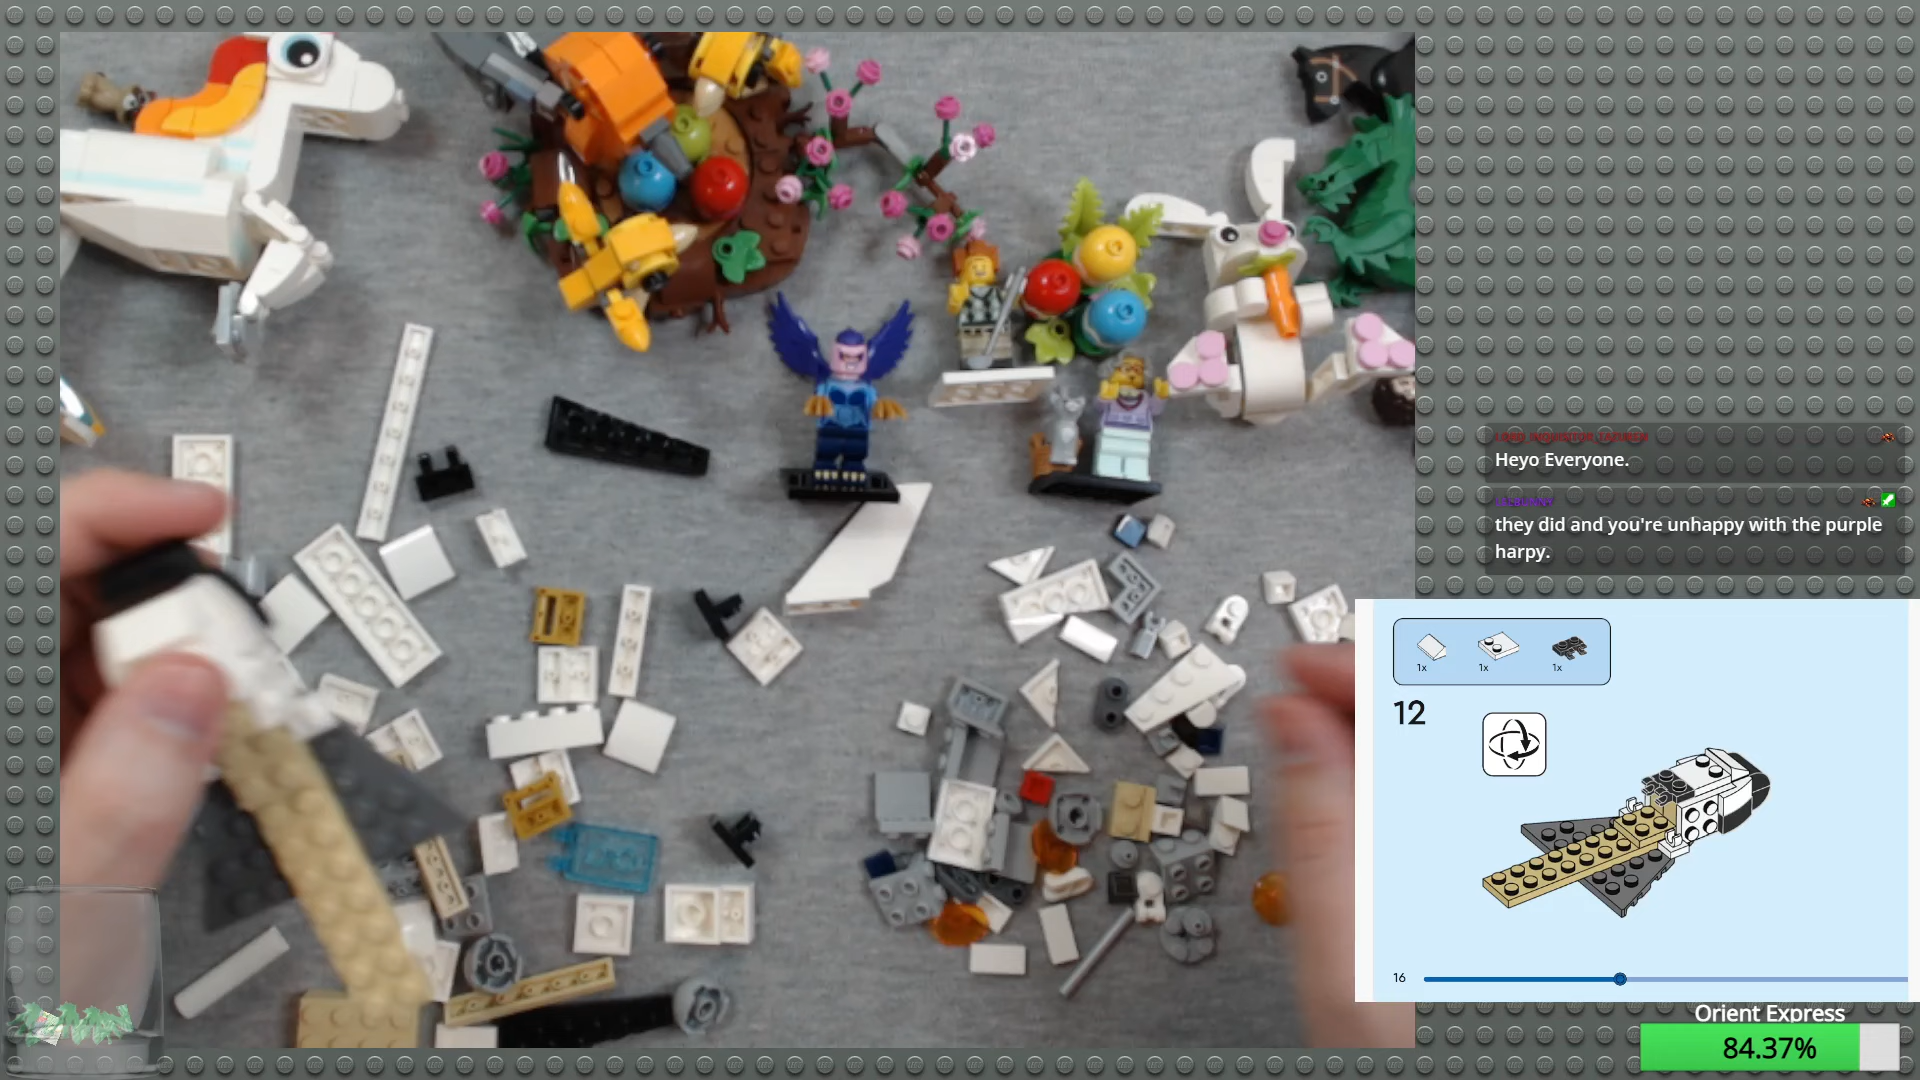 Heyo Everyone.
they did and you're unhappy with the purple
harpy.
1x 1x 1x
12
16
Orient Express
84.37%